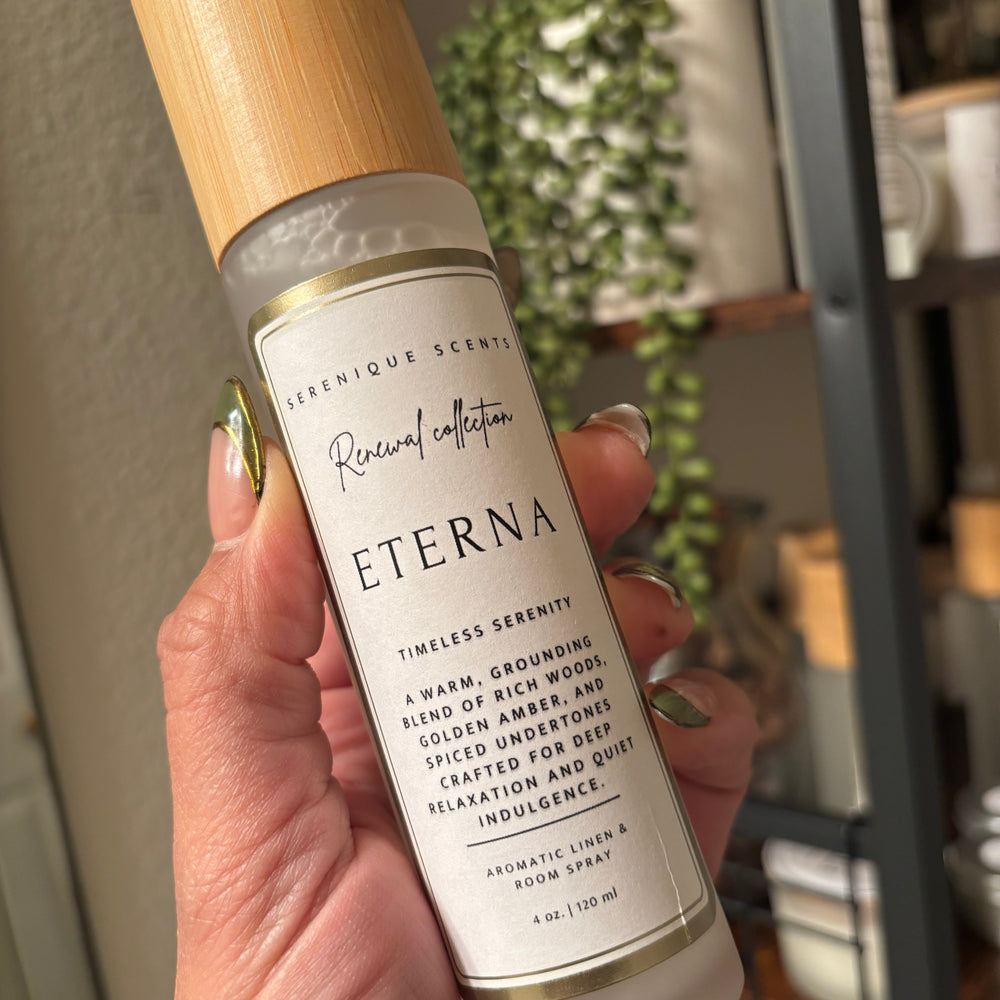 SERENIQUE SCENTS
Renewal collection
ETERNA
TIMELESS SERENITY
A WARM, GROUNDING
BLEND OF RICH WOODS,
GOLDEN AMBER, AND
SPICED UNDERTONES
CRAFTED FOR DEEP
RELAXATION AND QUIET
INDULGENCE.
AROMATIC LINEN &
ROOM SPRAY
4 oz. | 120 ml